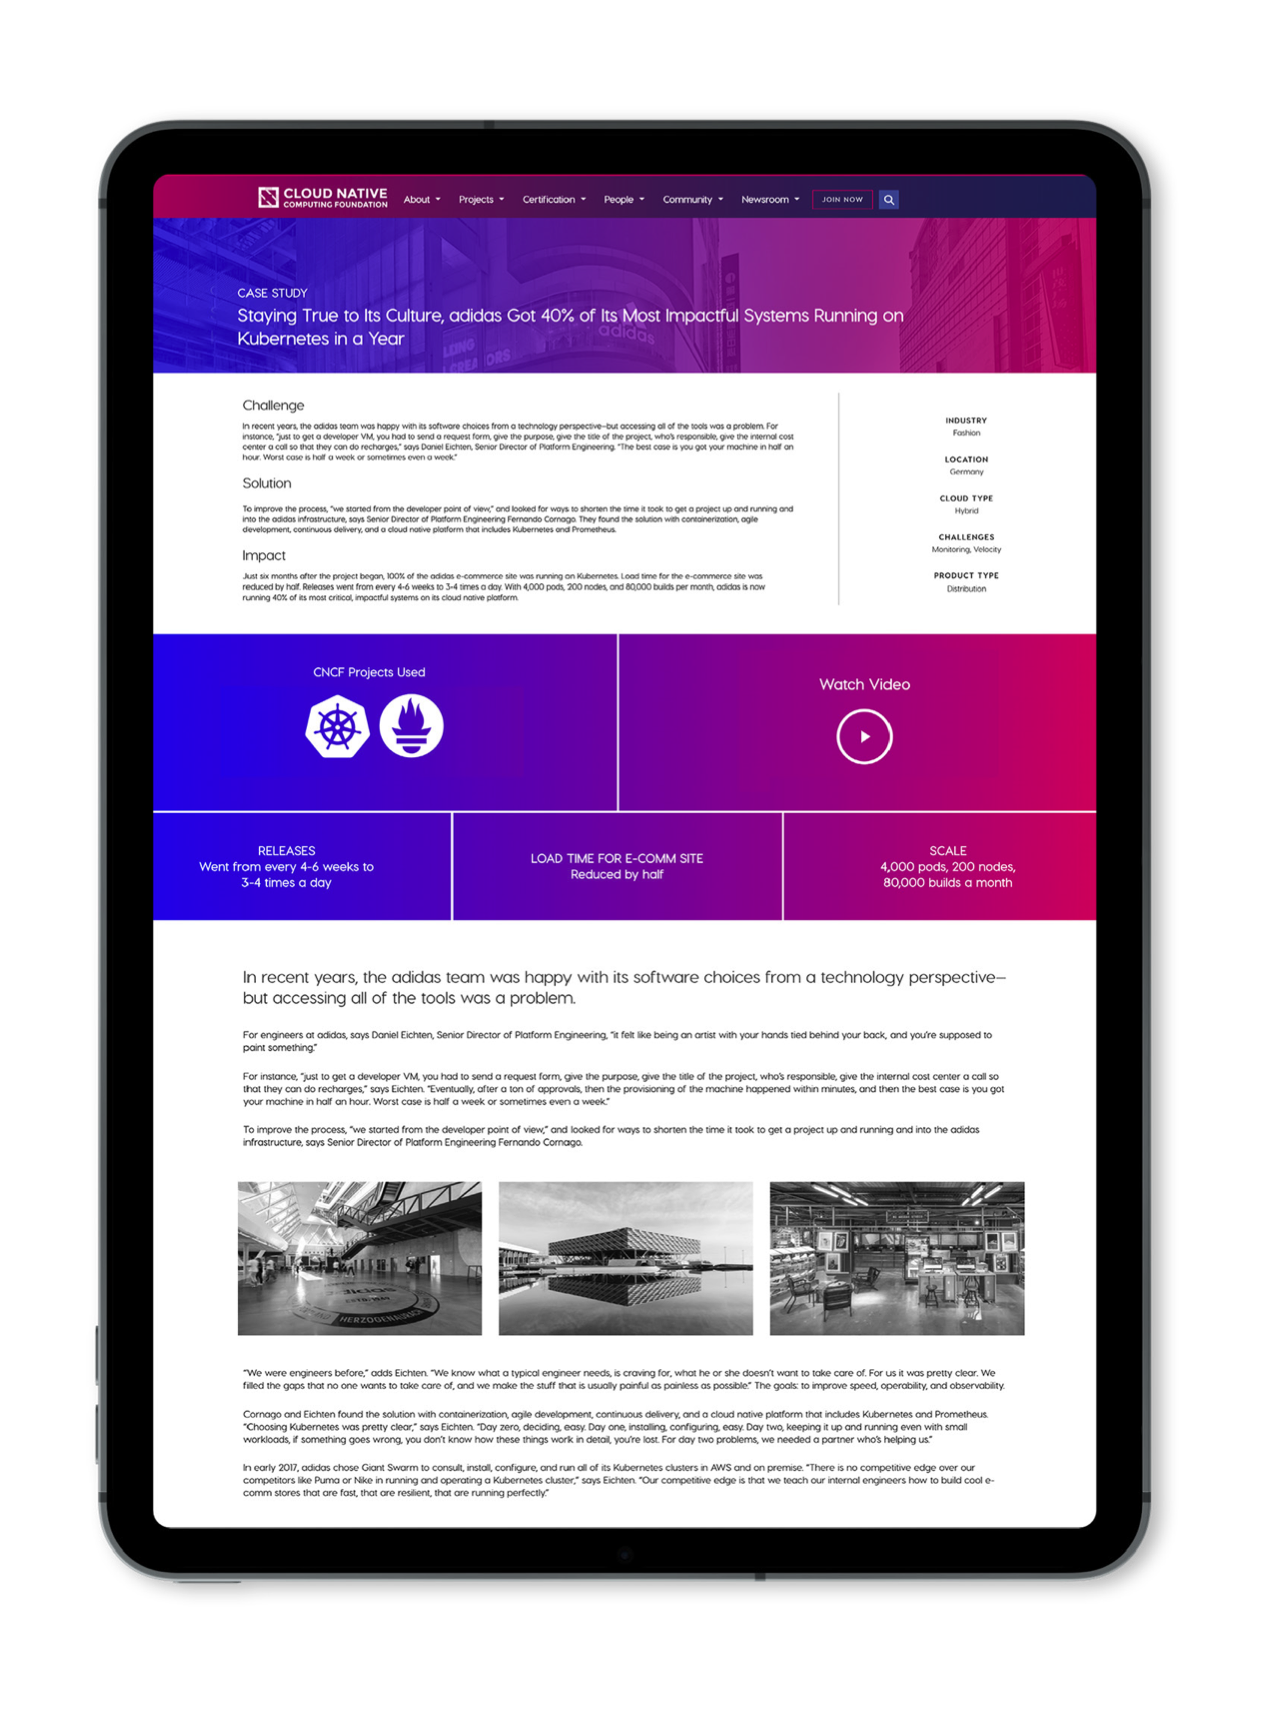 CLOUD NATIVE
COMPUTING FOUNDATION
About Projects Certification People Community Newsroom JOIN NOW
CASE STUDY
Staying True to Its Culture, adidas Got 40% of Its Most Impactful Systems Running on
Kubernetes in a Year
adidas
Challenge
In recent years, the adidas team was happy with its software choices from a technology perspective–but accessing all of the tools was a problem. For
instance, "just to get a developer VM, you had to send a request form, give the purpose, give the title of the project, who's responsible, give the internal cost
center a call so that they can do recharges," says Daniel Eichten, Senior Director of Platform Engineering. "The best case is you got your machine in half an
hour. Worst case is half a week or sometimes even a week."
Solution
To improve the process, "we started from the developer point of view," and looked for ways to shorten the time it took to get a project up and running and
into the adidas infrastructure, says Senior Director of Platform Engineering Fernando Cornago. They found the solution with containerization, agile
development, continuous delivery, and a cloud native platform that includes Kubernetes and Prometheus.
Impact
Just six months after the project began, 100% of the adidas e-commerce site was running on Kubernetes. Load time for the e-commerce site was
reduced by half. Releases went from every 4-6 weeks to 3-4 times a day. With 4,000 pods, 200 nodes, and 80,000 builds per month, adidas is now
running 40% of its most critical, impactful systems on its cloud native platform.
INDUSTRY
Fashion
LOCATION
Germany
CLOUD TYPE
Hybrid
CHALLENGES
Monitoring, Velocity
PRODUCT TYPE
Distribution
CNCF Projects Used
Watch Video
RELEASES
Went from every 4-6 weeks to
3-4 times a day
LOAD TIME FOR E-COMM SITE
Reduced by half
SCALE
4,000 pods, 200 nodes,
80,000 builds a month
In recent years, the adidas team was happy with its software choices from a technology perspective–
but accessing all of the tools was a problem.
For engineers at adidas, says Daniel Eichten, Senior Director of Platform Engineering, "it felt like being an artist with your hands tied behind your back, and you're supposed to
paint something."
For instance, "just to get a developer VM, you had to send a request form, give the purpose, give the title of the project, who's responsible, give the internal cost center a call so
that they can do recharges," says Eichten. "Eventually, after a ton of approvals, then the provisioning of the machine happened within minutes, and then the best case is you got
your machine in half an hour. Worst case is half a week or sometimes even a week."
To improve the process, "we started from the developer point of view," and looked for ways to shorten the time it took to get a project up and running and into the adidas
infrastructure, says Senior Director of Platform Engineering Fernando Cornago.
adidas
HERZOGENAURACH
"We were engineers before," adds Eichten. "We know what a typical engineer needs, is craving for, what he or she doesn't want to take care of. For us it was pretty clear. We
filled the gaps that no one wants to take care of, and we make the stuff that is usually painful as painless as possible." The goals: to improve speed, operability, and observability.
Cornago and Eichten found the solution with containerization, agile development, continuous delivery, and a cloud native platform that includes Kubernetes and Prometheus.
"Choosing Kubernetes was pretty clear," says Eichten. "Day zero, deciding, easy. Day one, installing, configuring, easy. Day two, keeping it up and running even with small
workloads, if something goes wrong, you don't know how these things work in detail, you're lost. For day two problems, we needed a partner who's helping us."
In early 2017, adidas chose Giant Swarm to consult, install, configure, and run all of its Kubernetes clusters in AWS and on premise. "There is no competitive edge over our
competitors like Puma or Nike in running and operating a Kubernetes cluster," says Eichten. "Our competitive edge is that we teach our internal engineers how to build cool e-
comm stores that are fast, that are resilient, that are running perfectly."